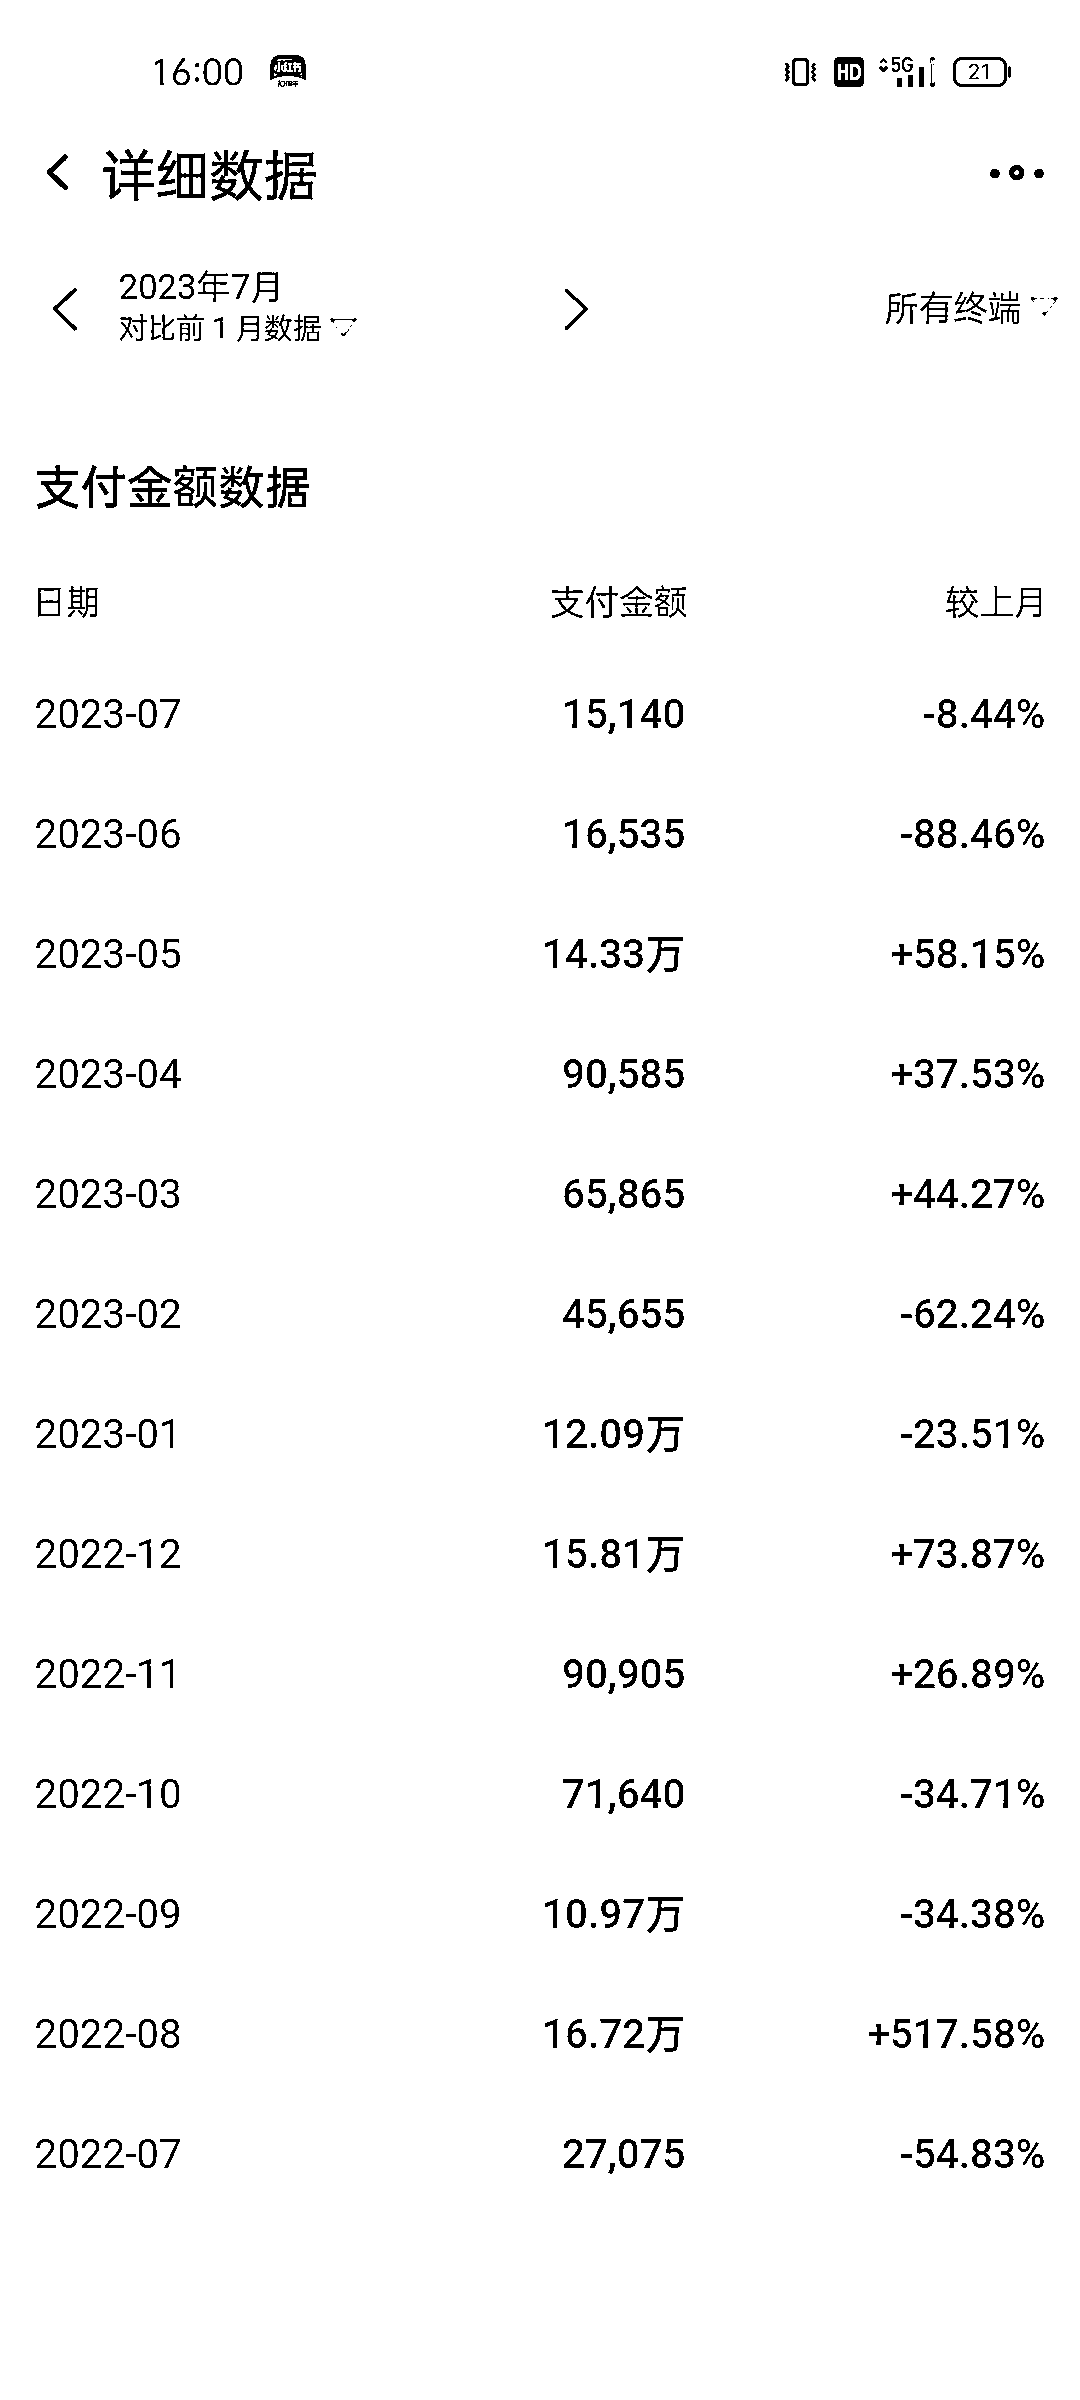 16:00 小红书 HD 5G 21
详细数据
2023年7月
对比前 1 月数据
所有终端
支付金额数据
日期 支付金额 较上月
2023-07 15,140 -8.44%
2023-06 16,535 -88.46%
2023-05 14.33万 +58.15%
2023-04 90,585 +37.53%
2023-03 65,865 +44.27%
2023-02 45,655 -62.24%
2023-01 12.09万 -23.51%
2022-12 15.81万 +73.87%
2022-11 90,905 +26.89%
2022-10 71,640 -34.71%
2022-09 10.97万 -34.38%
2022-08 16.72万 +517.58%
2022-07 27,075 -54.83%